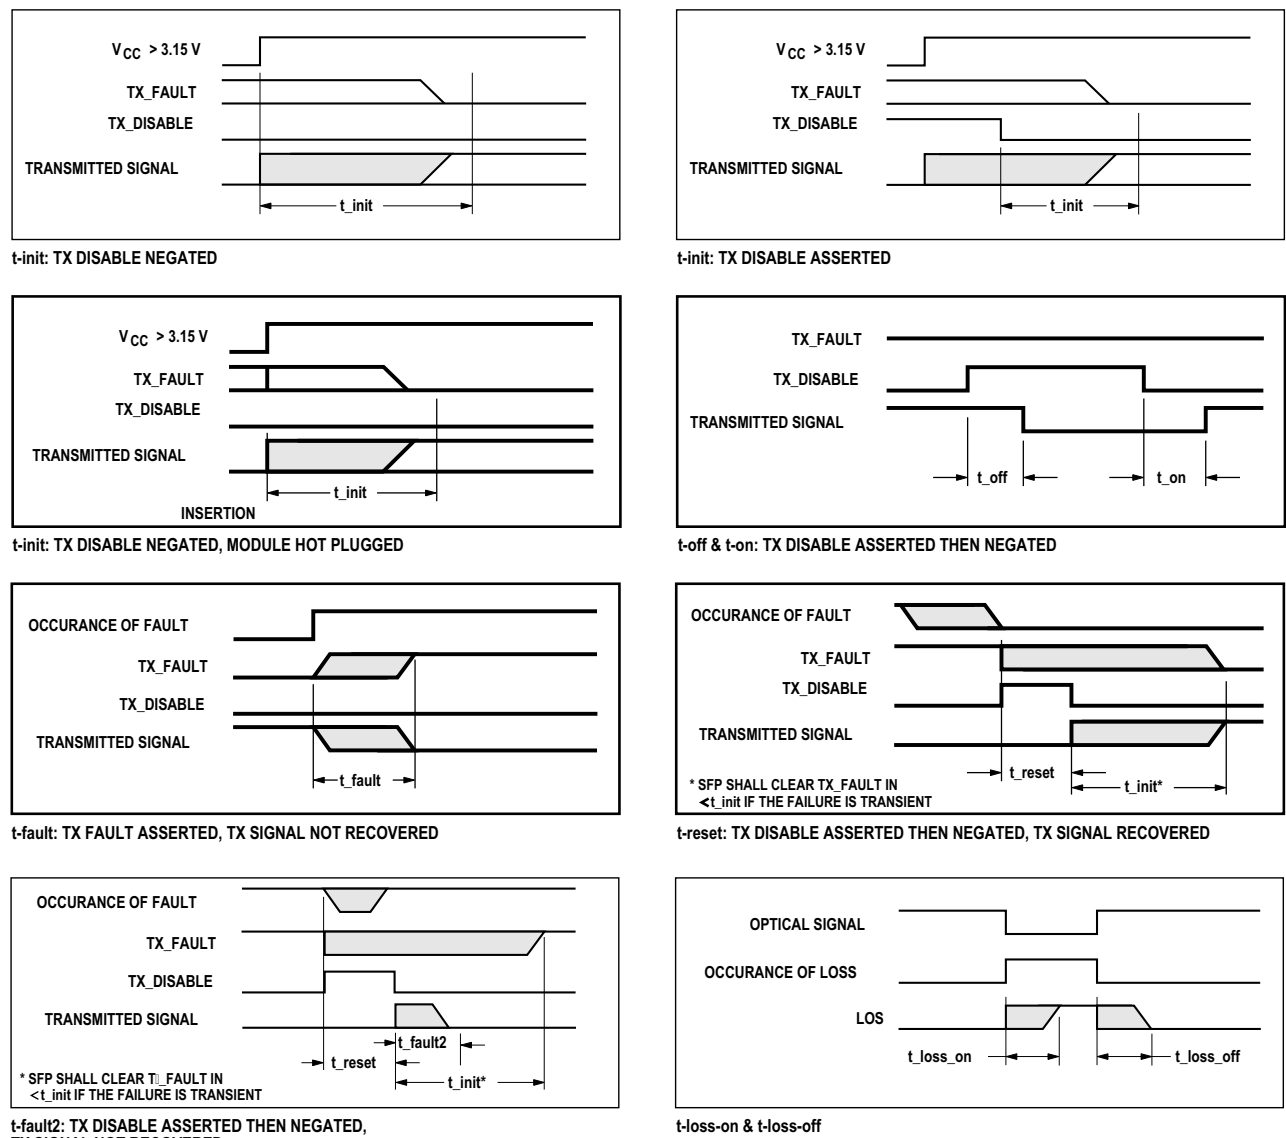 V CC > 3.15 V
TX_FAULT
TX_DISABLE
TRANSMITTED SIGNAL
t_init
t-init: TX DISABLE NEGATED
V CC > 3.15 V
TX_FAULT
TX_DISABLE
TRANSMITTED SIGNAL
t_init
t-init: TX DISABLE ASSERTED
V CC > 3.15 V
TX_FAULT
TX_DISABLE
TRANSMITTED SIGNAL
t_init
INSERTION
t-init: TX DISABLE NEGATED, MODULE HOT PLUGGED
TX_FAULT
TX_DISABLE
TRANSMITTED SIGNAL
t_off
t_on
t-off & t-on: TX DISABLE ASSERTED THEN NEGATED
OCCURANCE OF FAULT
TX_FAULT
TX_DISABLE
TRANSMITTED SIGNAL
t_fault
t-fault: TX FAULT ASSERTED, TX SIGNAL NOT RECOVERED
OCCURANCE OF FAULT
TX_FAULT
TX_DISABLE
TRANSMITTED SIGNAL
t_reset
t_init*
* SFP SHALL CLEAR TX_FAULT IN
< t_init IF THE FAILURE IS TRANSIENT
t-reset: TX DISABLE ASSERTED THEN NEGATED, TX SIGNAL RECOVERED
OCCURANCE OF FAULT
TX_FAULT
TX_DISABLE
TRANSMITTED SIGNAL
t_fault2
t_reset
t_init*
* SFP SHALL CLEAR T▯_FAULT IN
< t_init IF THE FAILURE IS TRANSIENT
t-fault2: TX DISABLE ASSERTED THEN NEGATED,
OPTICAL SIGNAL
OCCURANCE OF LOSS
LOS
t_loss_on
t_loss_off
t-loss-on & t-loss-off